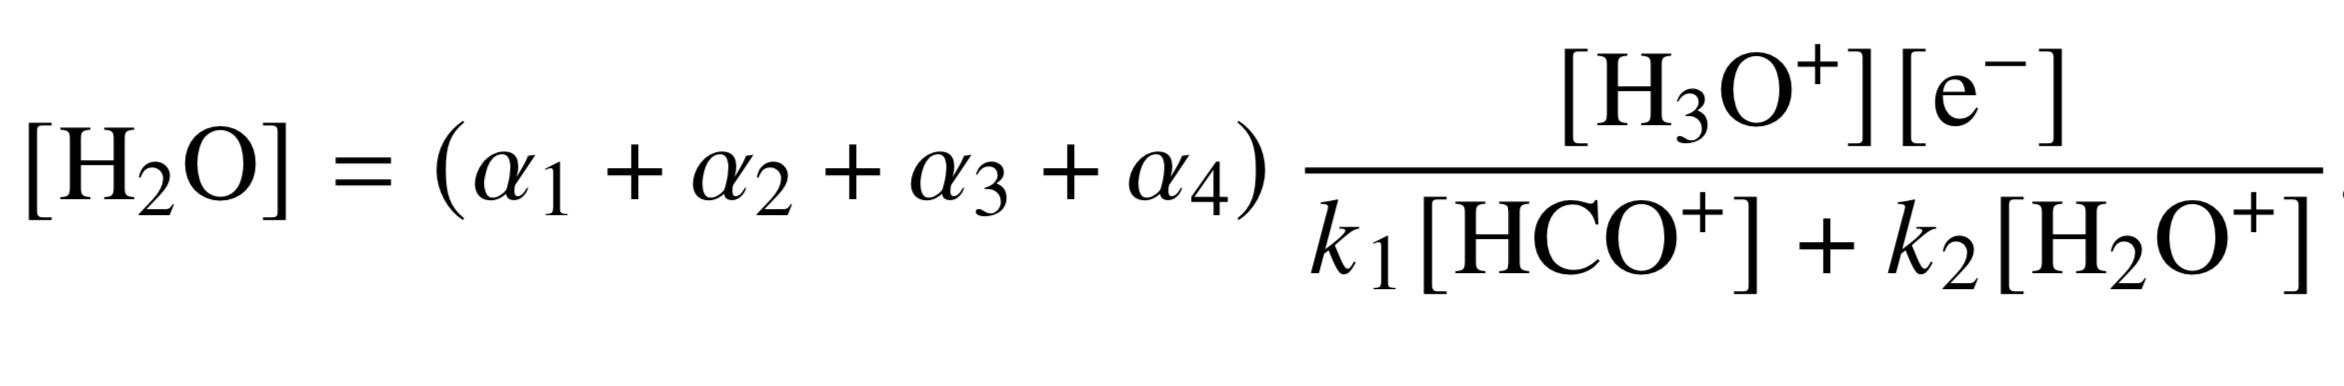 [H₂O] = (α₁ + α₂ + α₃ + α₄) [H₃O⁺][e⁻] / k₁[HCO⁺] + k₂[H₂O⁺]